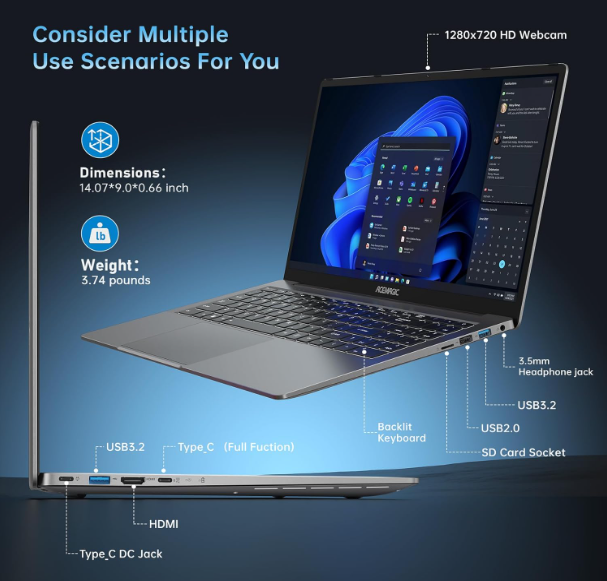 Consider Multiple
Use Scenarios For You
1280x720 HD Webcam
Dimensions:
14.07*9.0*0.66 inch
lb
Weight:
3.74 pounds
ACEMAGIC
3.5mm
Headphone jack
USB3.2
USB2.0
SD Card Socket
Backlit
Keyboard
USB3.2
Type_C (Full Fuction)
HDMI
Type_C DC Jack